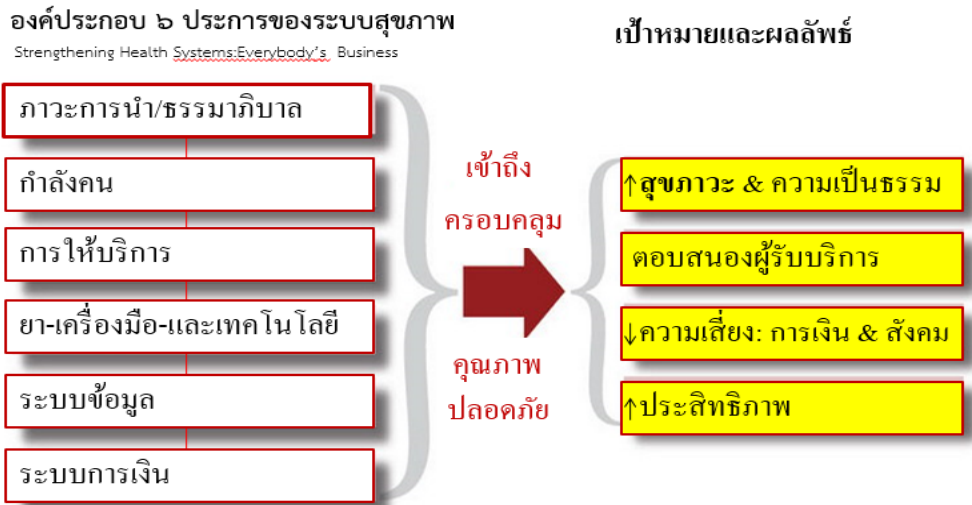 องค์ประกอบ ๖ ประการของระบบสุขภาพ
Strengthening Health Systems:Everybody's Business
ภาวะการนำ/ธรรมาภิบาล
กำลังคน
การให้บริการ
ยา-เครื่องมือ-และเทคโนโลยี
ระบบข้อมูล
ระบบการเงิน
เข้าถึง
ครอบคลุม
คุณภาพ
ปลอดภัย
เป้าหมายและผลลัพธ์
↑สุขภาวะ & ความเป็นธรรม
ตอบสนองผู้รับบริการ
↓ความเสี่ยง: การเงิน & สังคม
↑ประสิทธิภาพ